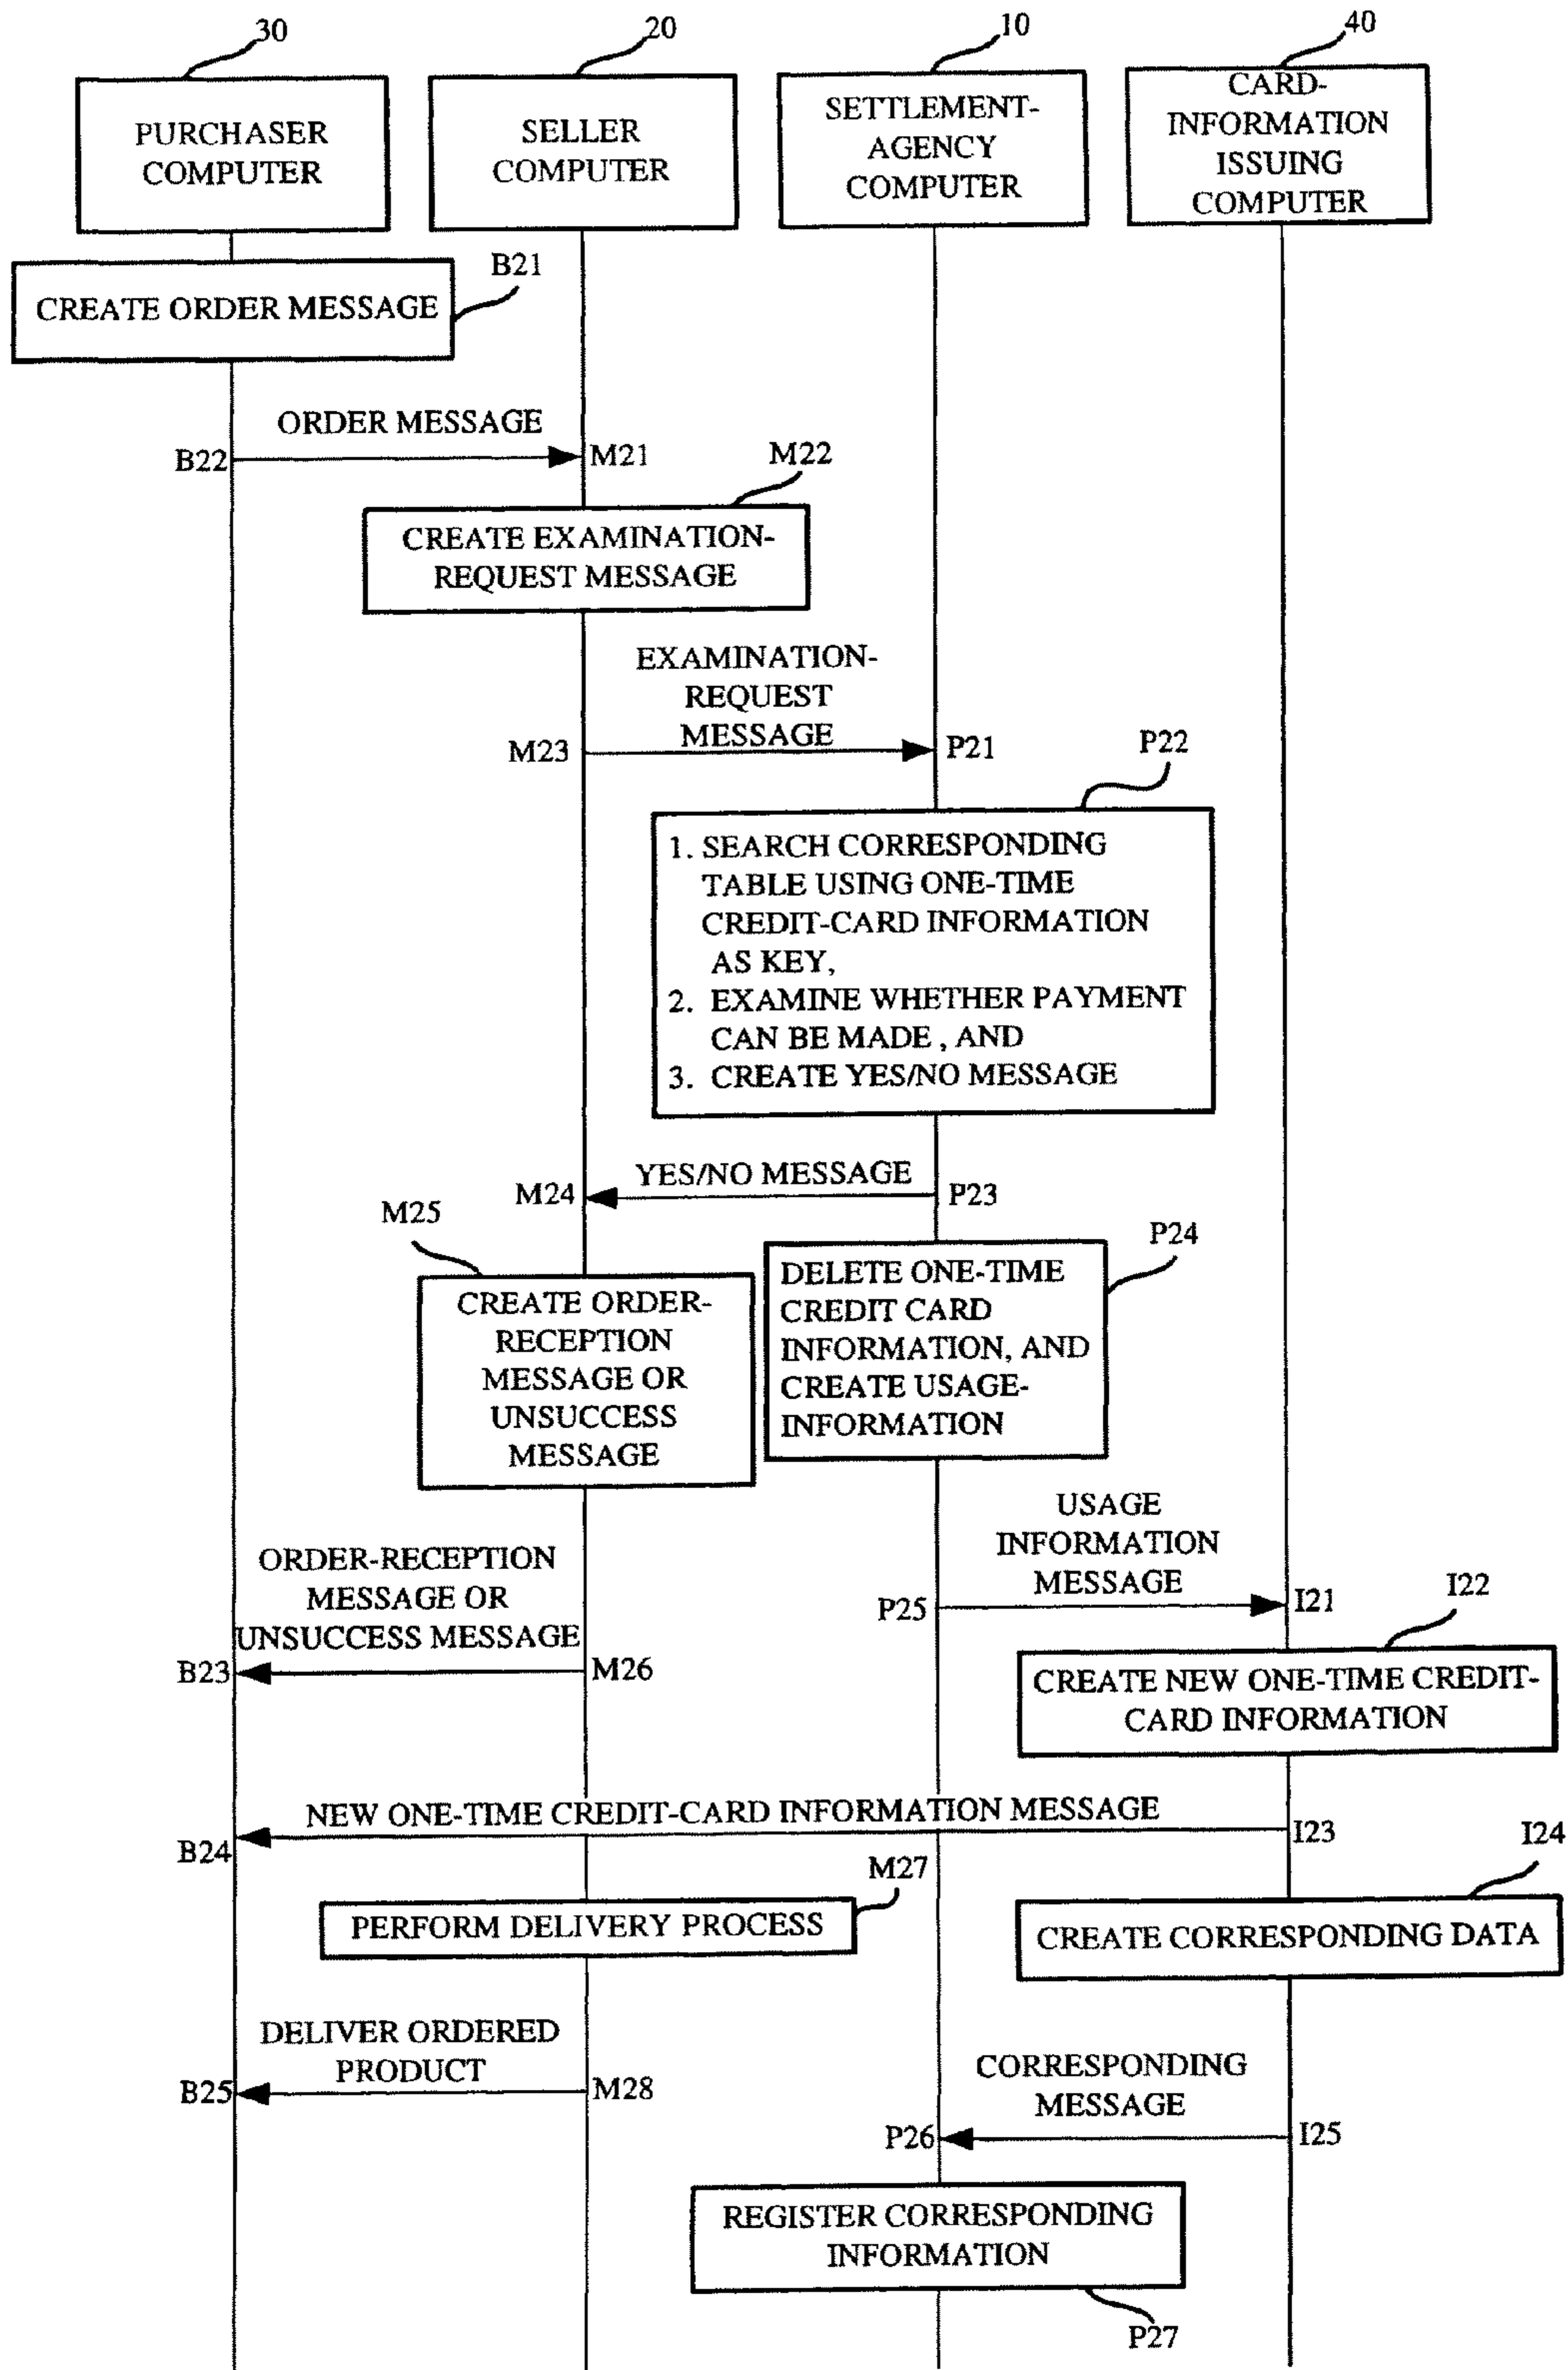 30
20
10
40
PURCHASER
COMPUTER
SELLER
COMPUTER
SETTLEMENT-
AGENCY
COMPUTER
CARD-
INFORMATION
ISSUING
COMPUTER
B21
CREATE ORDER MESSAGE
ORDER MESSAGE
B22
M21
M22
CREATE EXAMINATION-
REQUEST MESSAGE
EXAMINATION-
REQUEST
MESSAGE
M23
P21
P22
1. SEARCH CORRESPONDING
TABLE USING ONE-TIME
CREDIT-CARD INFORMATION
AS KEY,
2. EXAMINE WHETHER PAYMENT
CAN BE MADE , AND
3. CREATE YES/NO MESSAGE
YES/NO MESSAGE
M24
P23
M25
P24
CREATE ORDER-
RECEPTION
MESSAGE OR
UNSUCCESS
MESSAGE
DELETE ONE-TIME
CREDIT CARD
INFORMATION, AND
CREATE USAGE-
INFORMATION
USAGE
INFORMATION
MESSAGE
P25
I21
I22
ORDER-RECEPTION
MESSAGE OR
UNSUCCESS MESSAGE
B23
M26
CREATE NEW ONE-TIME CREDIT-
CARD INFORMATION
NEW ONE-TIME CREDIT-CARD INFORMATION MESSAGE
B24
I23
M27
I24
PERFORM DELIVERY PROCESS
CREATE CORRESPONDING DATA
DELIVER ORDERED
PRODUCT
B25
M28
CORRESPONDING
MESSAGE
P26
I25
REGISTER CORRESPONDING
INFORMATION
P27